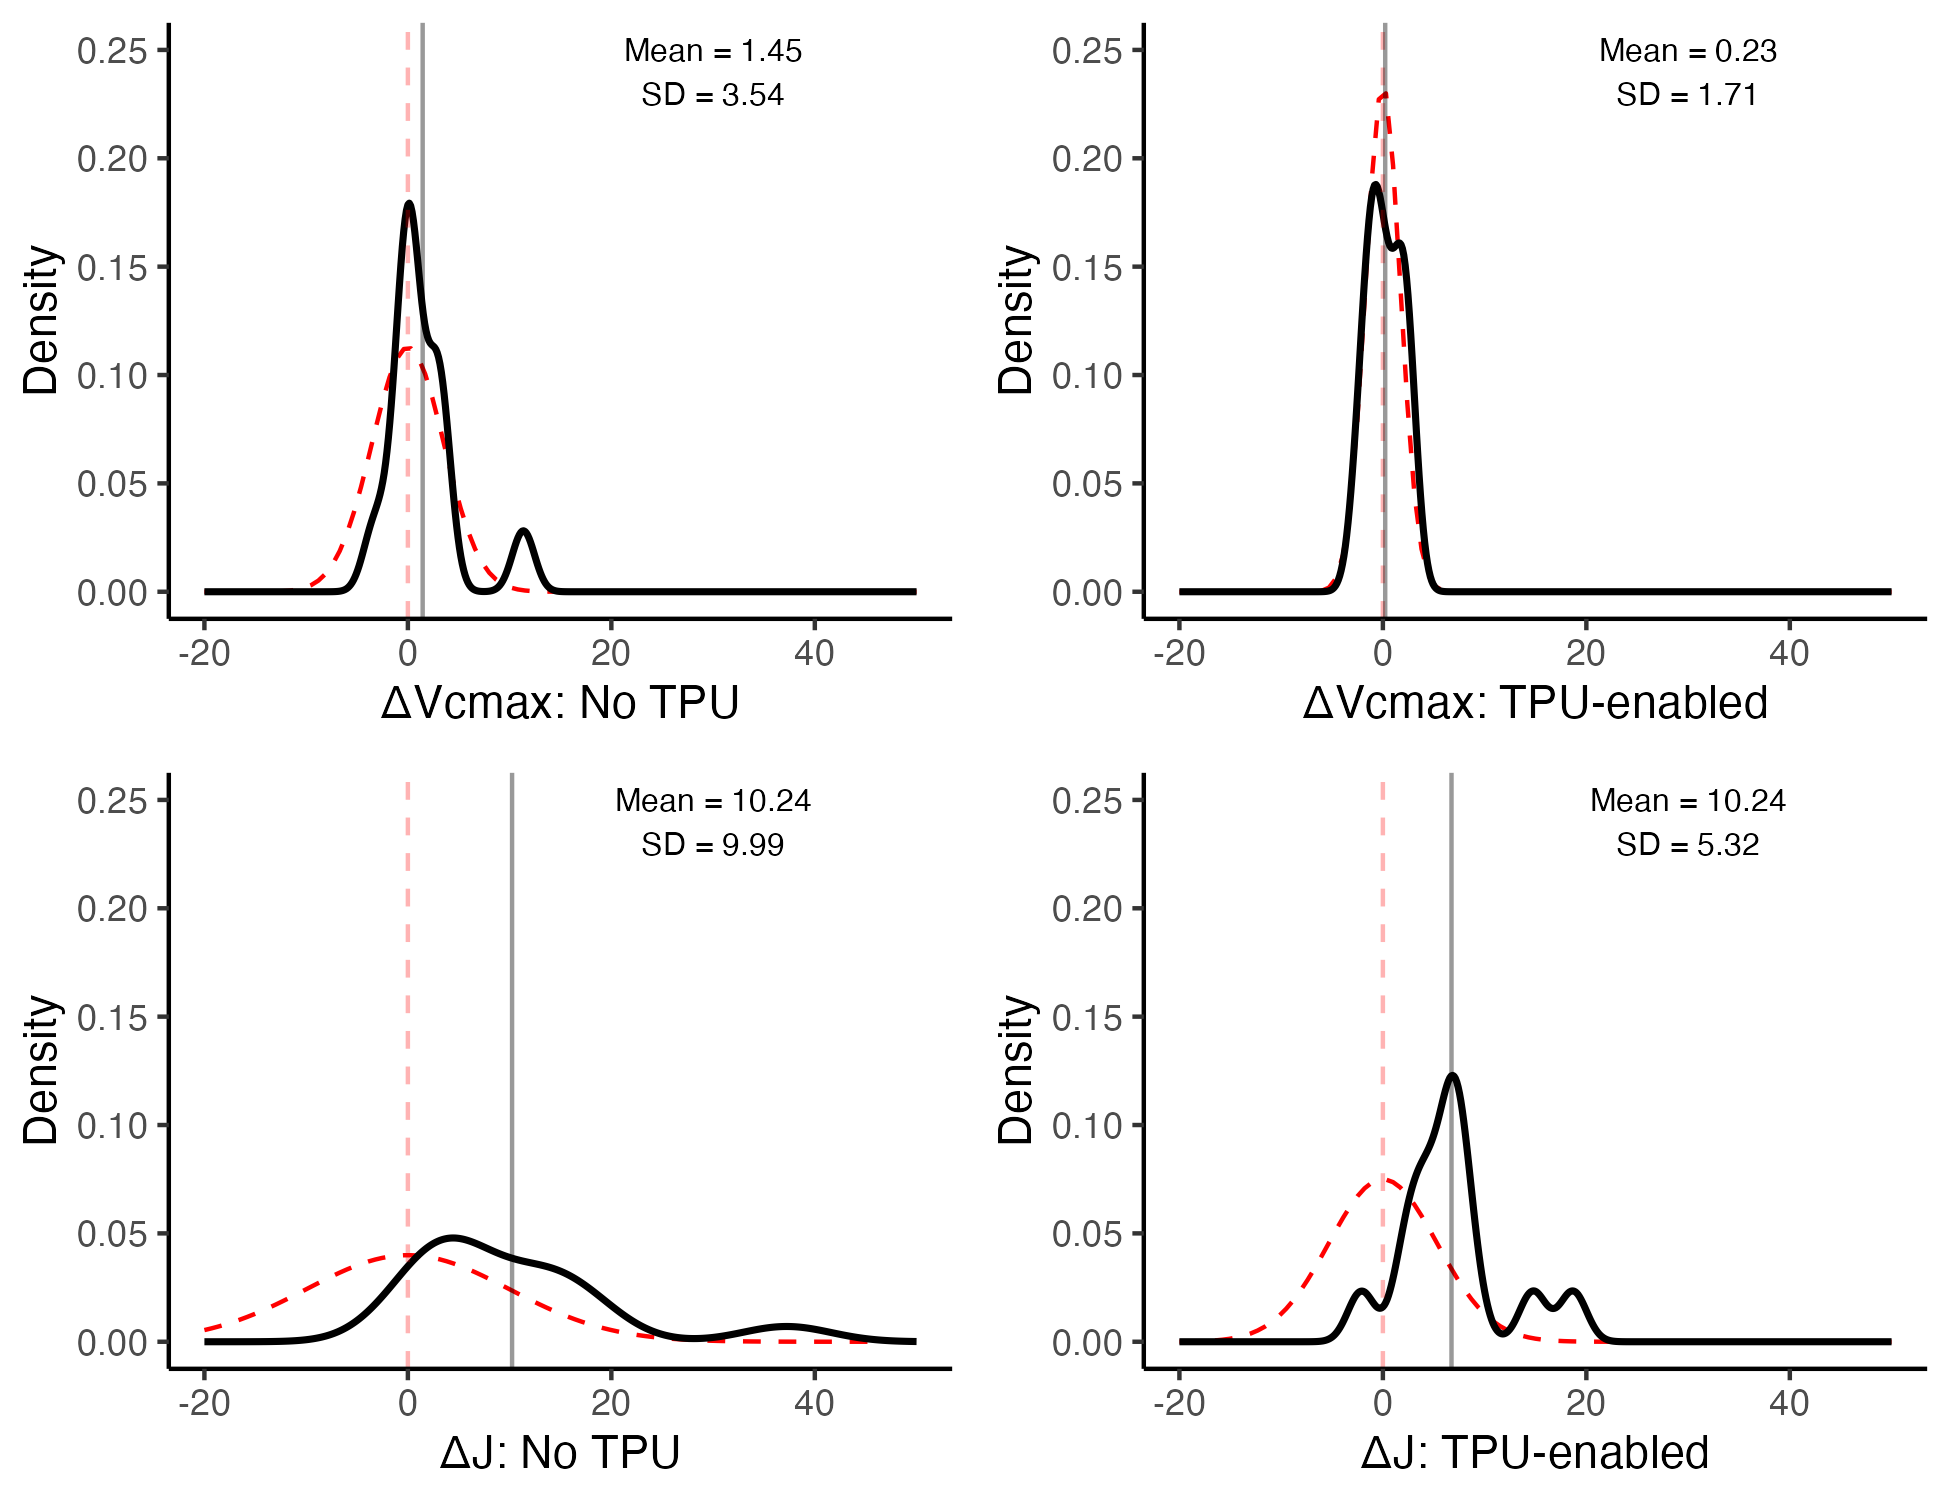 Mean = 1.45
SD = 3.54
0.25
0.20
0.15
0.10
0.05
0.00
Density
-20 0 20 40
ΔVcmax: No TPU
Mean = 0.23
SD = 1.71
0.25
0.20
0.15
0.10
0.05
0.00
Density
-20 0 20 40
ΔVcmax: TPU-enabled
Mean = 10.24
SD = 9.99
0.25
0.20
0.15
0.10
0.05
0.00
Density
-20 0 20 40
ΔJ: No TPU
Mean = 10.24
SD = 5.32
0.25
0.20
0.15
0.10
0.05
0.00
Density
-20 0 20 40
ΔJ: TPU-enabled